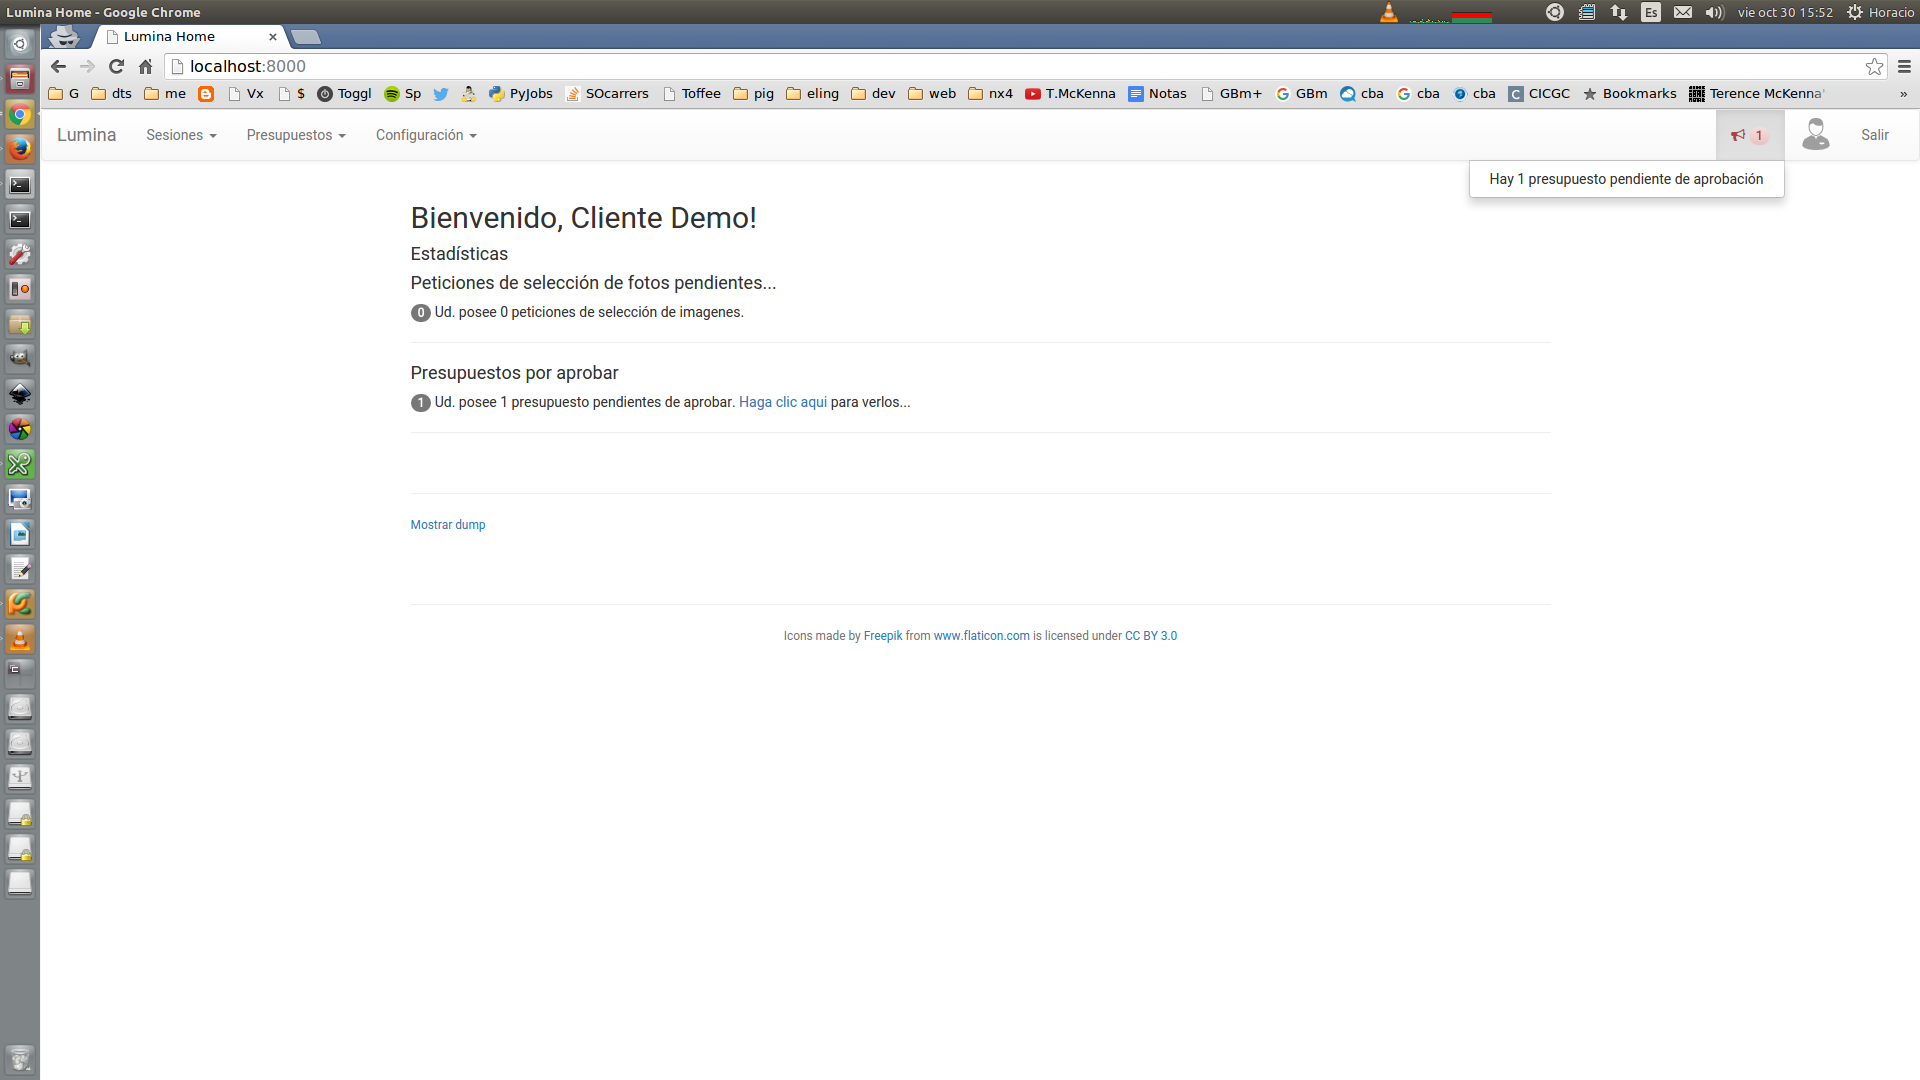 Lumina Home - Google Chrome
Es
vie oct 30 15:52
Horacio
Lumina Home
localhost:8000
G dts me Vx $ Toggl Sp PyJobs SOcarrers Toffee pig eling dev web nx4 T.McKenna Notas GBm+ GBm cba cba cba CICGC Bookmarks Terence McKenna' »
Lumina Sesiones Presupuestos Configuración 1 Salir
Hay 1 presupuesto pendiente de aprobación
Bienvenido, Cliente Demo!
Estadísticas
Peticiones de selección de fotos pendientes...
0 Ud. posee 0 peticiones de selección de imagenes.
Presupuestos por aprobar
1 Ud. posee 1 presupuesto pendientes de aprobar. Haga clic aqui para verlos...
Mostrar dump
Icons made by Freepik from www.flaticon.com is licensed under CC BY 3.0